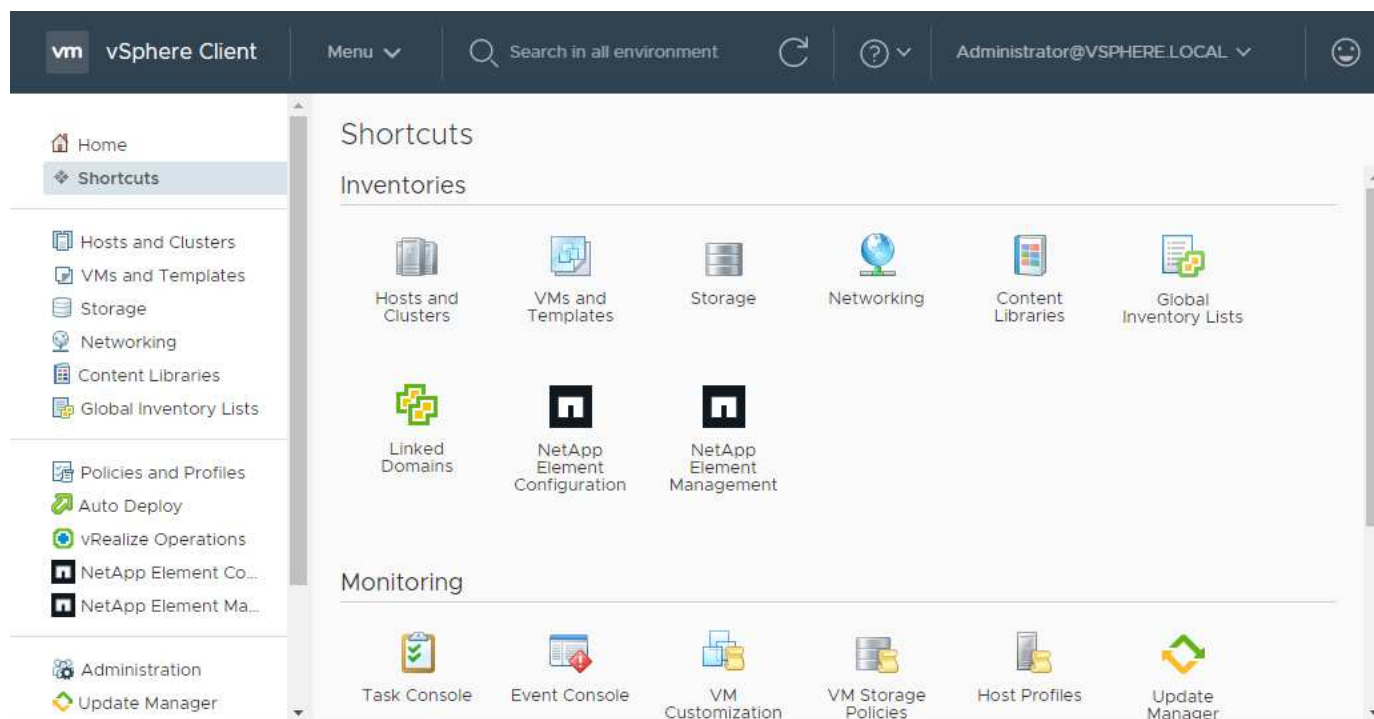 vm vSphere Client Menu Search in all environment Administrator@VSPHERE.LOCAL
Home
Shortcuts
Hosts and Clusters
VMs and Templates
Storage
Networking
Content Libraries
Global Inventory Lists
Policies and Profiles
Auto Deploy
vRealize Operations
NetApp Element Co...
NetApp Element Ma...
Administration
Update Manager
Shortcuts
Inventories
Hosts and
Clusters
VMs and
Templates
Storage
Networking
Content
Libraries
Global
Inventory Lists
Linked
Domains
NetApp
Element
Configuration
NetApp
Element
Management
Monitoring
Task Console
Event Console
VM
Customization
VM Storage
Policies
Host Profiles
Update
Manager